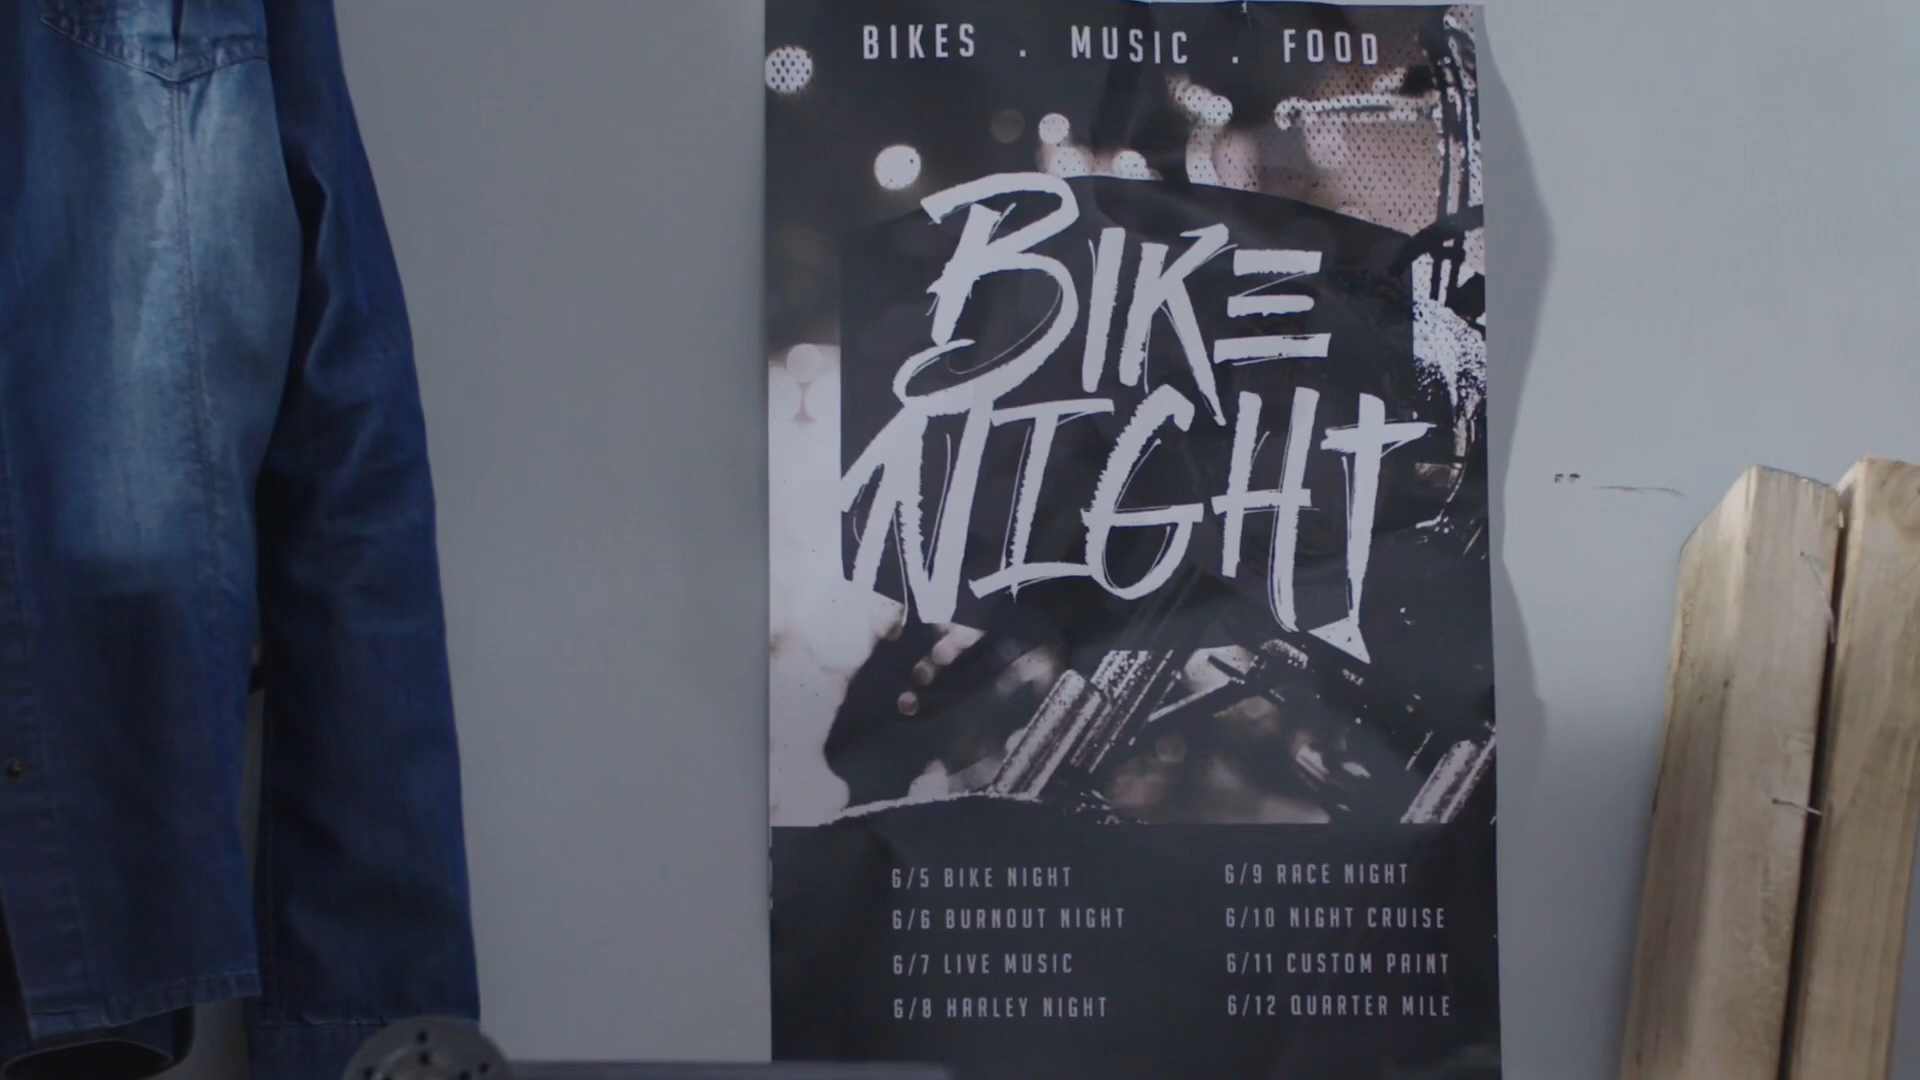 BIKES . MUSIC . FOOD
BIKE
NIGHT
6/5 BIKE NIGHT
6/6 BURNOUT NIGHT
6/7 LIVE MUSIC
6/8 HARLEY NIGHT
6/9 RACE NIGHT
6/10 NIGHT CRUISE
6/11 CUSTOM PAINT
6/12 QUARTER MILE